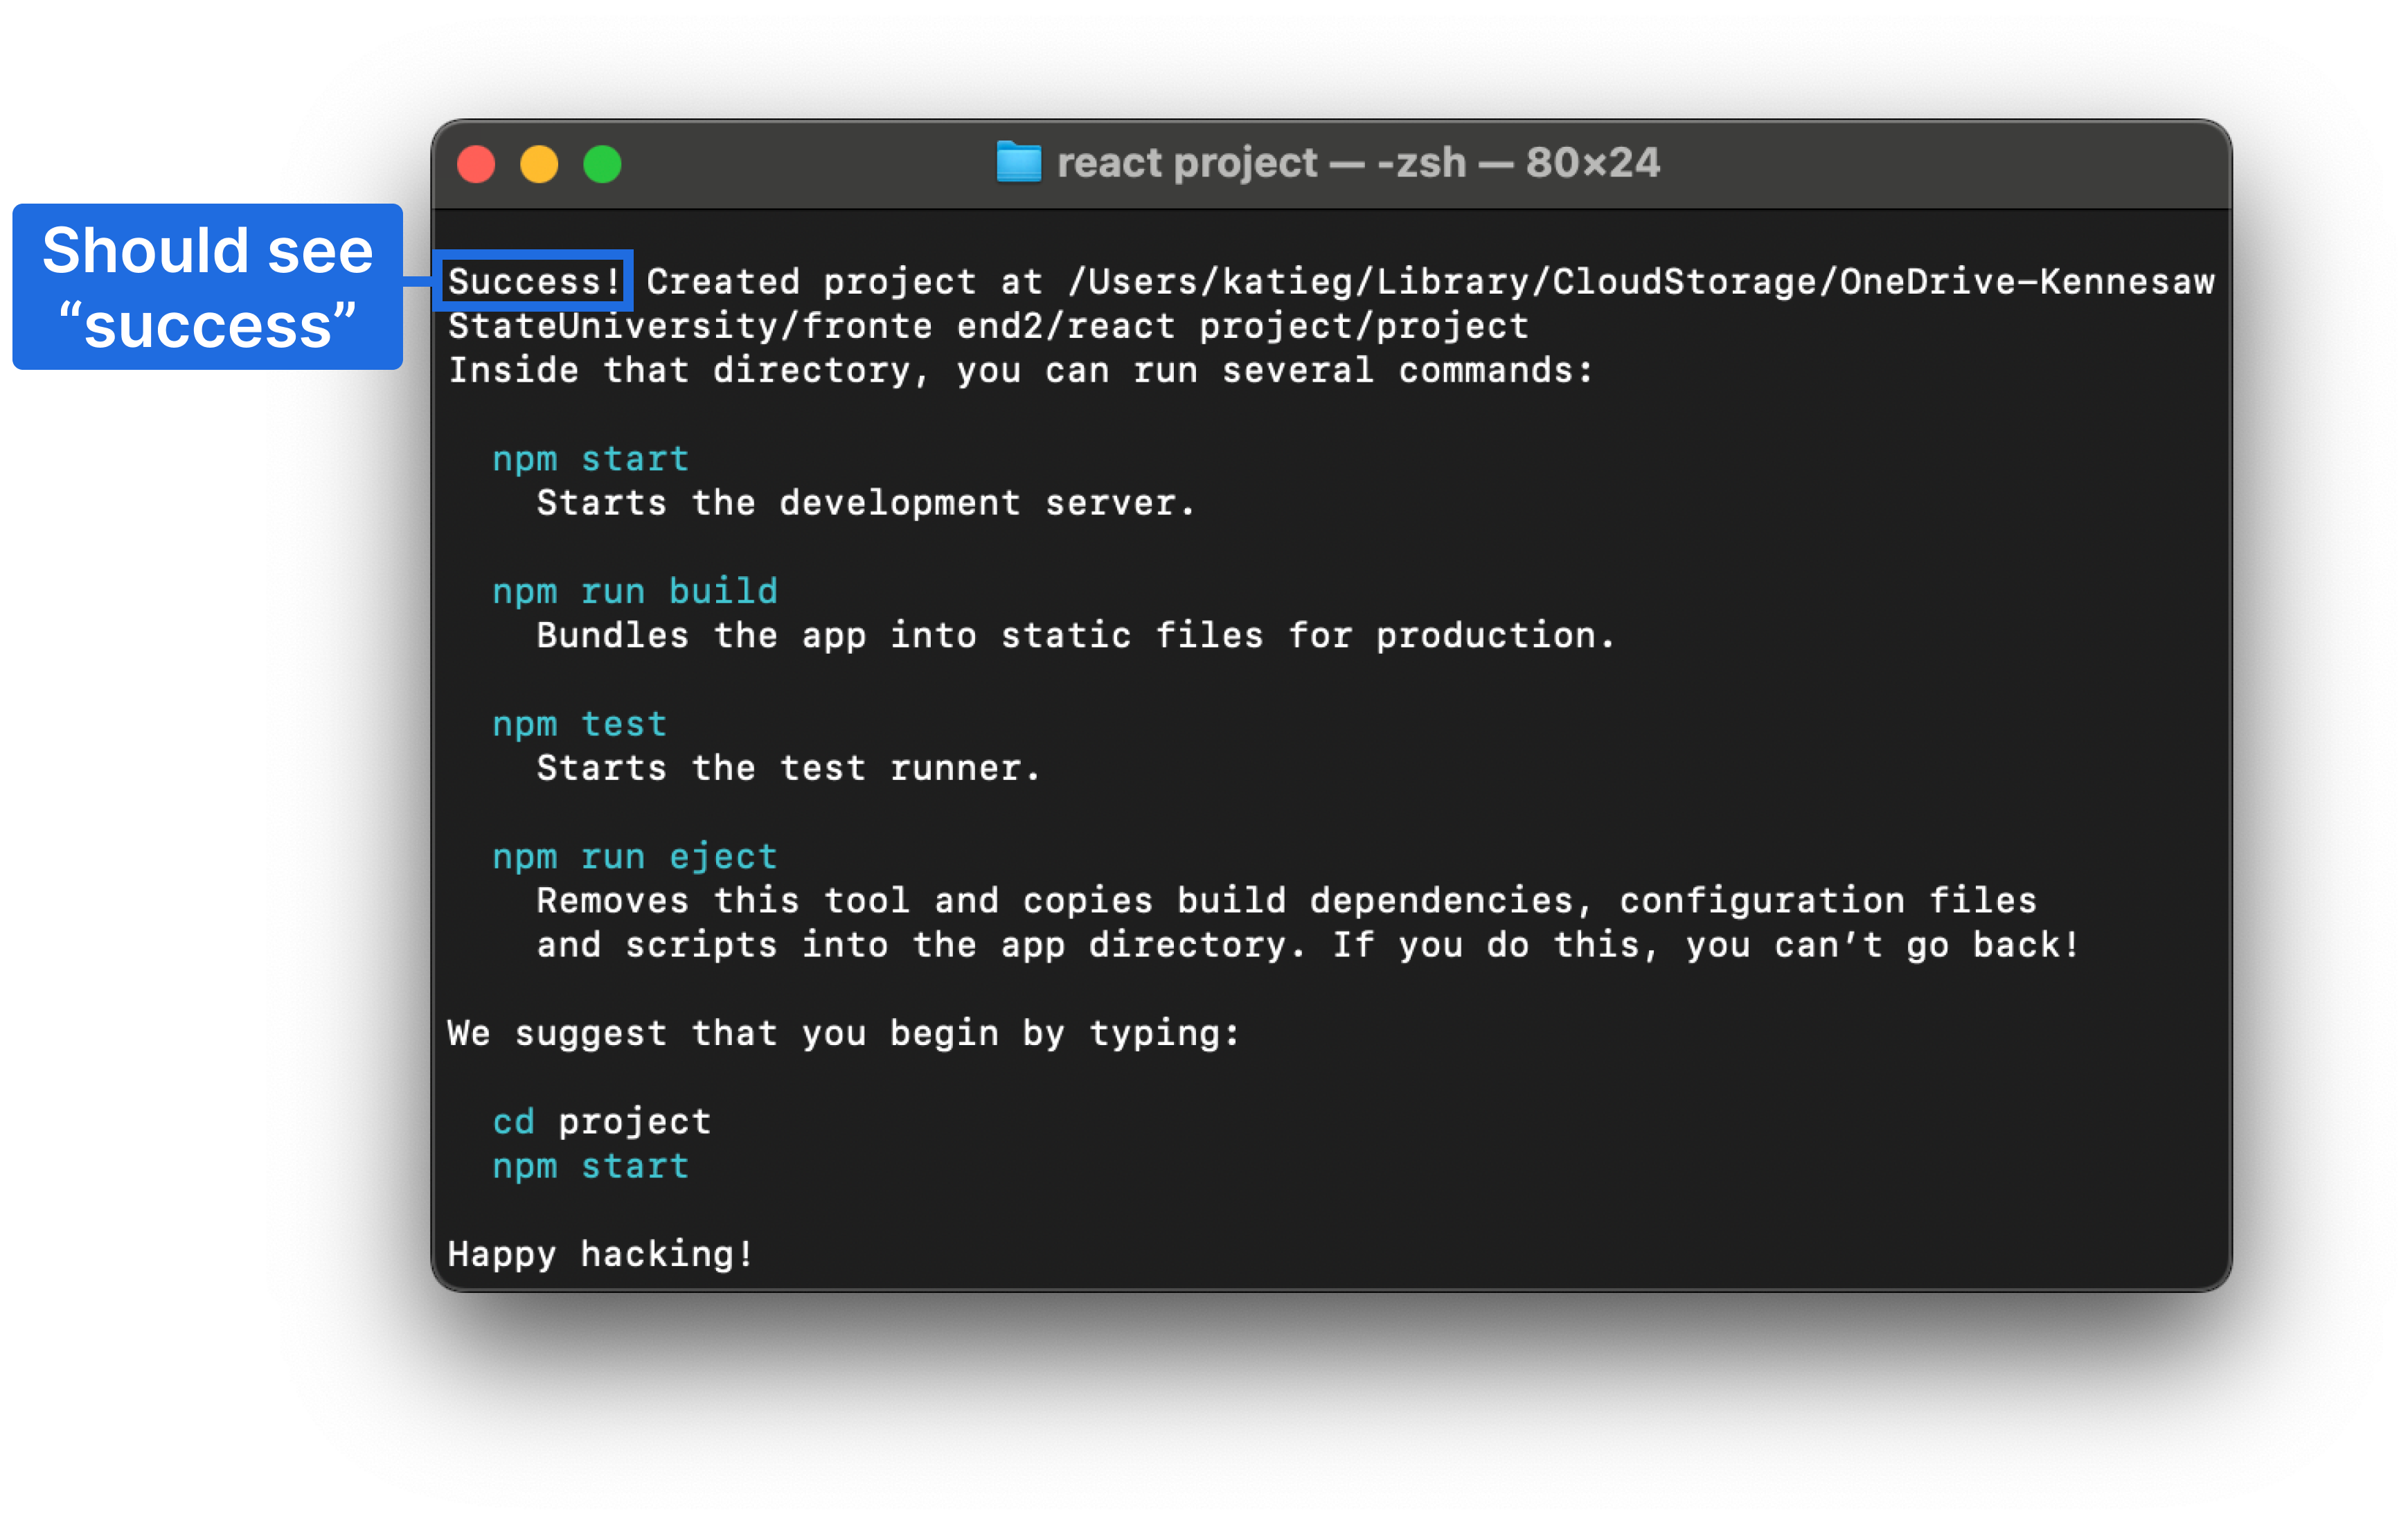 react project — -zsh — 80×24
Should see
“success”
Success! Created project at /Users/katieg/Library/CloudStorage/OneDrive-Kennesaw
StateUniversity/fronte end2/react project/project
Inside that directory, you can run several commands:
npm start
Starts the development server.
npm run build
Bundles the app into static files for production.
npm test
Starts the test runner.
npm run eject
Removes this tool and copies build dependencies, configuration files
and scripts into the app directory. If you do this, you can’t go back!
We suggest that you begin by typing:
cd project
npm start
Happy hacking!